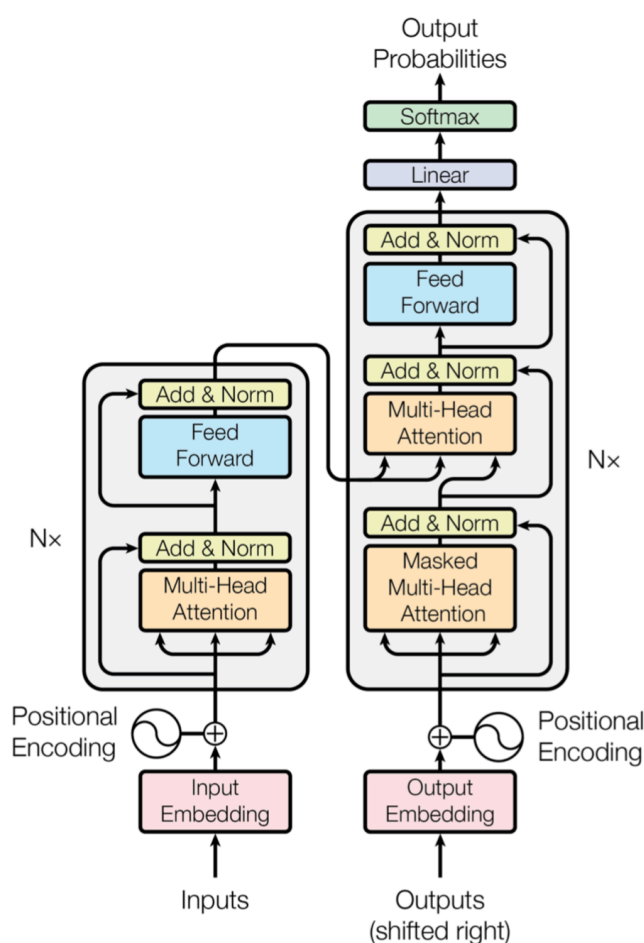 Output
Probabilities
Softmax
Linear
Add & Norm
Feed
Forward
Add & Norm
Multi-Head
Attention
Add & Norm
Masked
Multi-Head
Attention
Nx
Add & Norm
Feed
Forward
Add & Norm
Multi-Head
Attention
Nx
Positional
Encoding
Positional
Encoding
Input
Embedding
Output
Embedding
Inputs
Outputs
(shifted right)